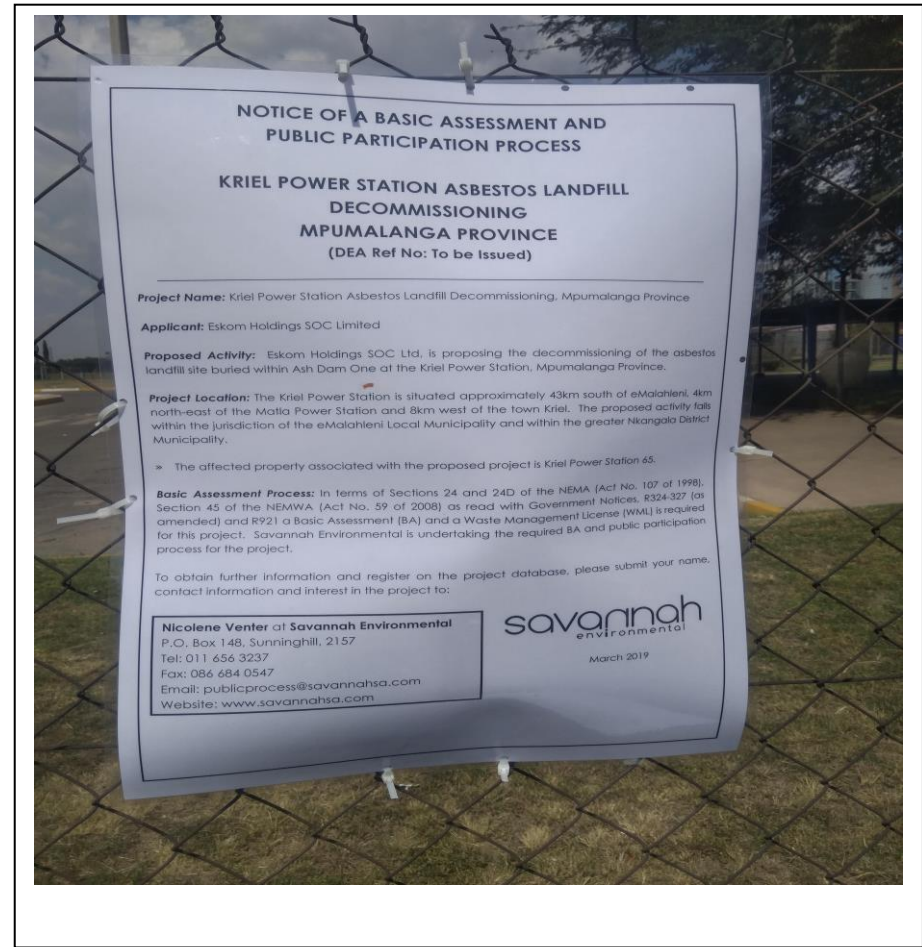 NOTICE OF A BASIC ASSESSMENT AND
PUBLIC PARTICIPATION PROCESS
KRIEL POWER STATION ASBESTOS LANDFILL
DECOMMISSIONING
MPUMALANGA PROVINCE
(DEA Ref No: To be Issued)
Project Name: Kriel Power Station Asbestos Landfill Decommissioning, Mpumalanga Province
Applicant: Eskom Holdings SOC Limited
Proposed Activity: Eskom Holdings SOC Ltd, is proposing the decommissioning of the asbestos
landfill site buried within Ash Dam One at the Kriel Power Station, Mpumalanga Province.
Project Location: The Kriel Power Station is situated approximately 43km south of eMalahleni, 4km
north-east of the Matla Power Station and 8km west of the town Kriel. The proposed activity falls
within the jurisdiction of the eMalahleni Local Municipality and within the greater Nkangala District
Municipality.
» The affected property associated with the proposed project is Kriel Power Station 65.
Basic Assessment Process: In terms of Sections 24 and 24D of the NEMA (Act No. 107 of 1998),
Section 45 of the NEMWA (Act No. 59 of 2008) as read with Government Notices, R324-327 (as
amended) and R921 a Basic Assessment (BA) and a Waste Management License (WML) is required
for this project. Savannah Environmental is undertaking the required BA and public participation
process for the project.
To obtain further information and register on the project database, please submit your name,
contact information and interest in the project to:
Nicolene Venter at Savannah Environmental
P.O. Box 148, Sunninghill, 2157
Tel: 011 656 3237
Fax: 086 684 0547
Email: publicprocess@savannahsa.com
Website: www.savannahsa.com
savannah
environmental
March 2019